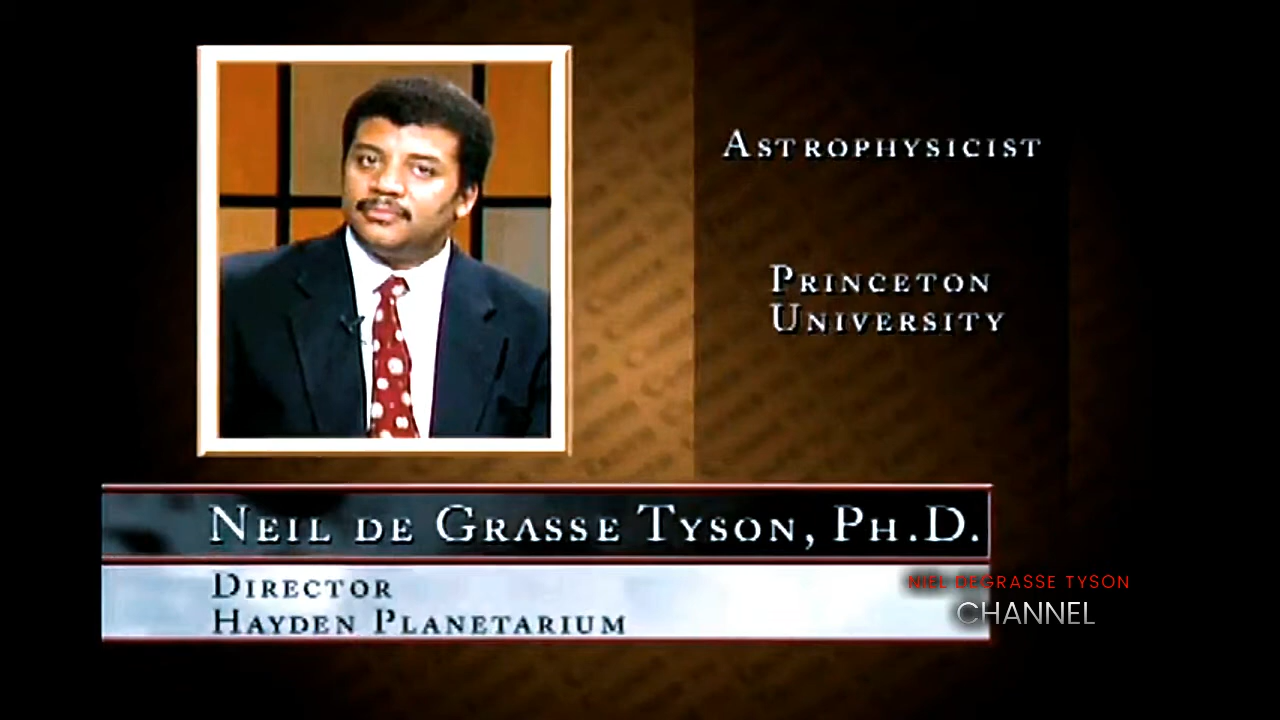 Astrophysicist
Princeton
University
Neil de Grasse Tyson, Ph.D.
Director
Hayden Planetarium
NIEL DEGRASSE TYSON
CHANNEL